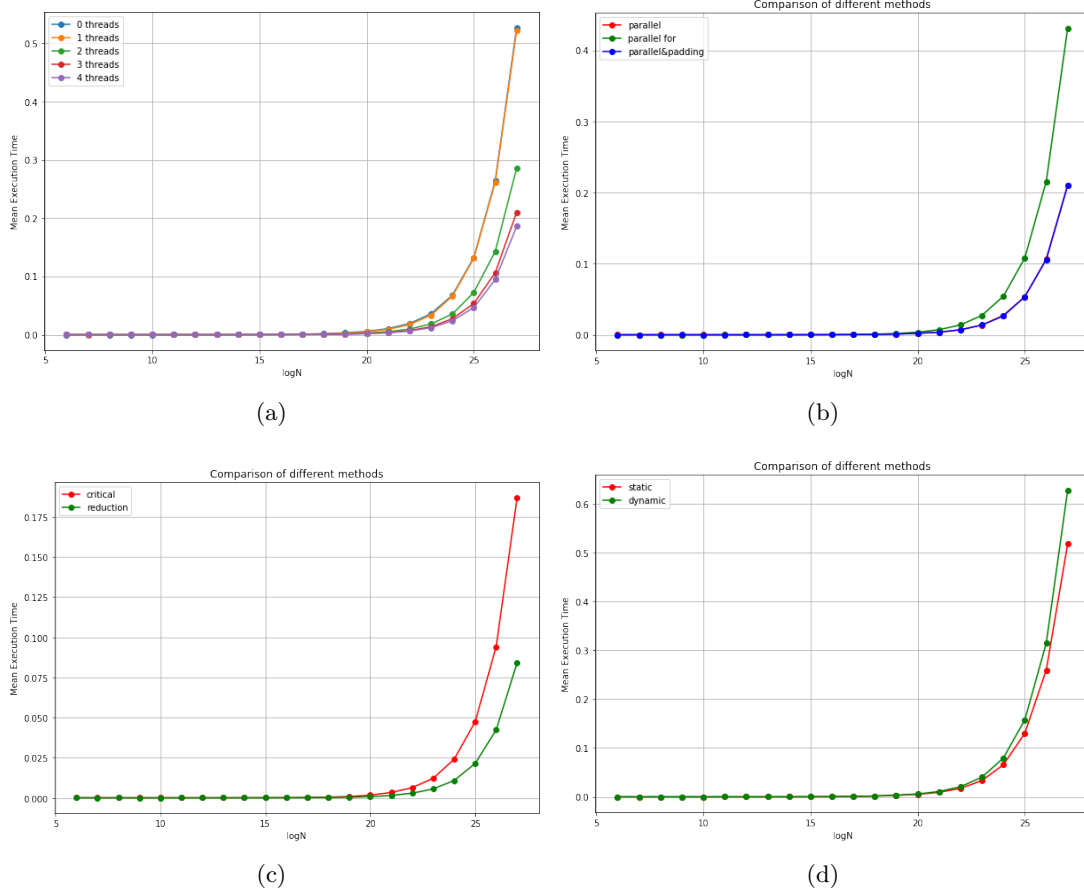 0 threads
1 threads
2 threads
3 threads
4 threads
0.5
0.4
0.3
0.2
0.1
0.0
Mean Execution Time
10
15
20
25
logN
(a)
Comparison of different methods
parallel
parallel for
parallel&padding
0.4
0.3
0.2
0.1
0.0
Mean Execution Time
5
10
15
20
25
logN
(b)
Comparison of different methods
critical
reduction
0.175
0.150
0.125
0.100
0.075
0.050
0.025
0.000
Mean Execution Time
5
10
15
20
25
logN
(c)
Comparison of different methods
static
dynamic
0.6
0.5
0.4
0.3
0.2
0.1
0.0
Mean Execution Time
5
10
15
20
25
logN
(d)